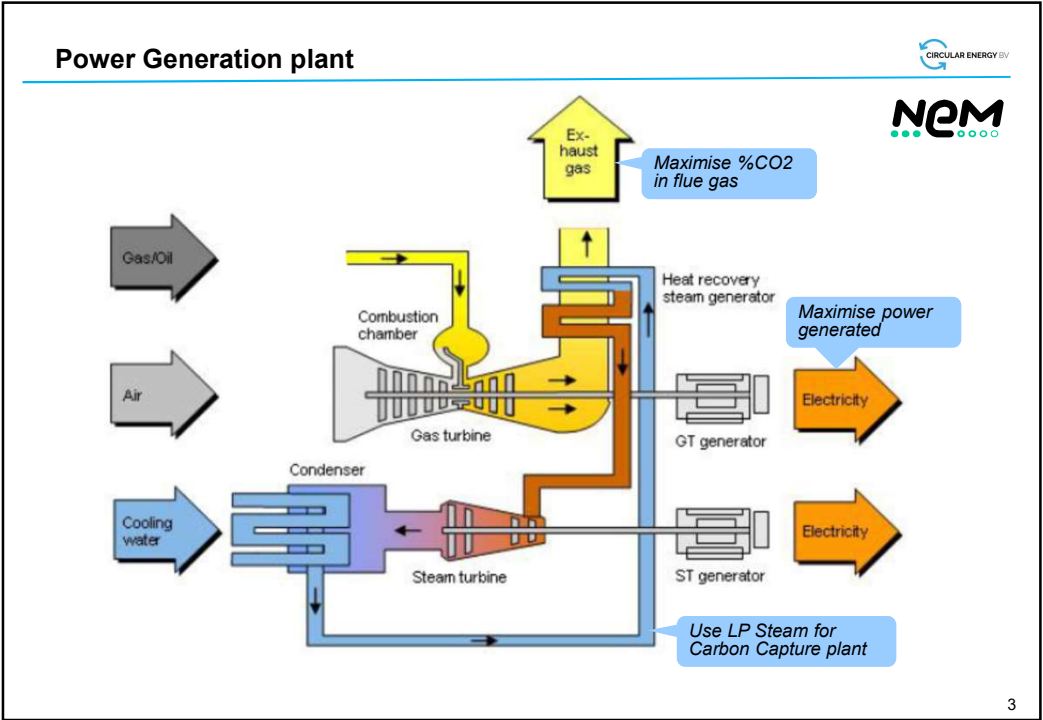 Power Generation plant
CIRCULAR ENERGY BV
NEM
Ex-
haust
gas
Maximise %CO2
in flue gas
Gas/Oil
Heat recovery
steam generator
Combustion
chamber
Maximise power
generated
Air
Electricity
Gas turbine
GT generator
Condenser
Cooling
water
Electricity
Steam turbine
ST generator
Use LP Steam for
Carbon Capture plant
3